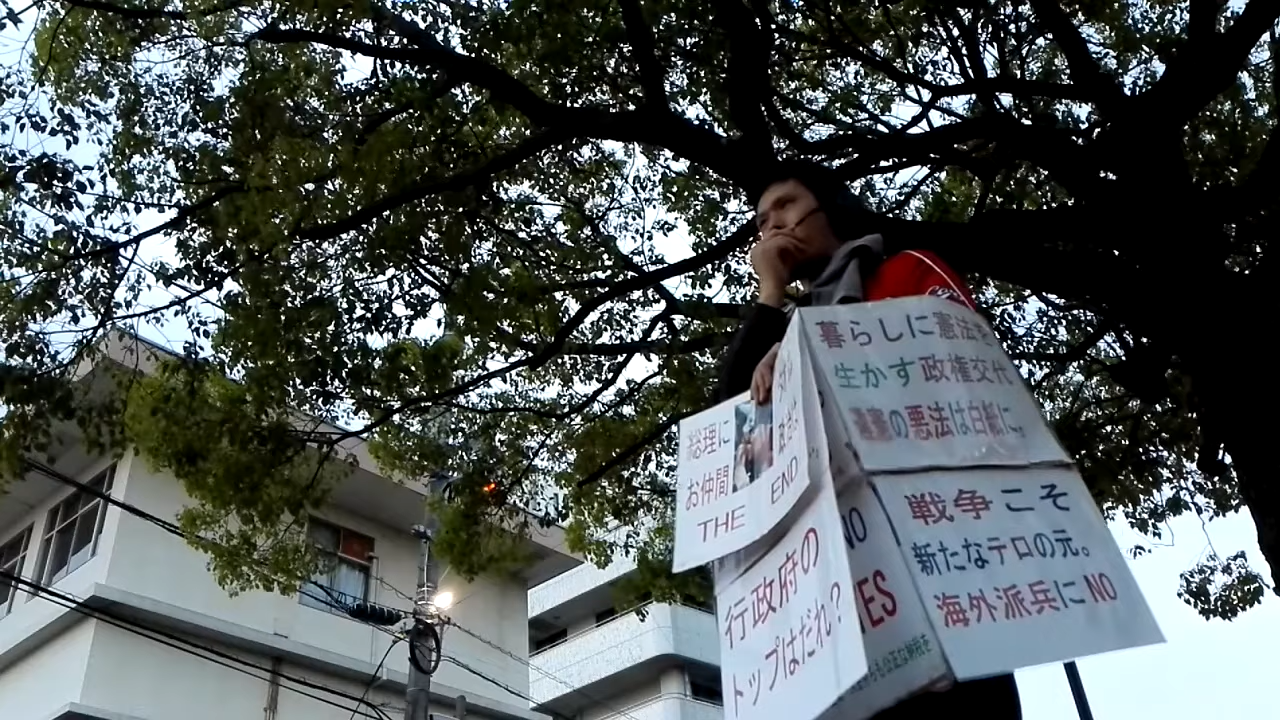 暮らしに憲法を
生かす政権交代
の悪法は白紙に。
戦争こそ
新たなテロの元。
海外派兵にNO
総理に
お仲間
THE END
行政府の
トップはだれ？
NO
YES